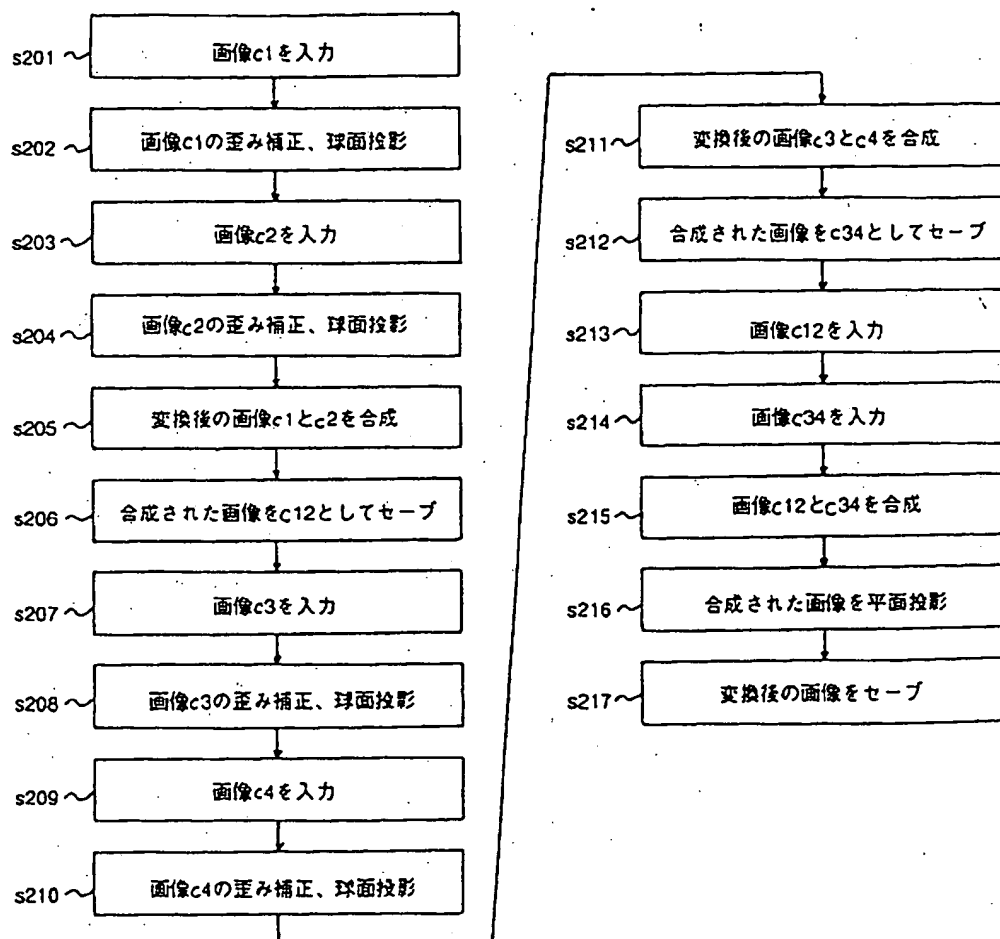 s201 画像c1を入力
s202 画像c1の歪み補正、球面投影
s203 画像c2を入力
s204 画像c2の歪み補正、球面投影
s205 変換後の画像c1とc2を合成
s206 合成された画像をc12としてセーブ
s207 画像c3を入力
s208 画像c3の歪み補正、球面投影
s209 画像c4を入力
s210 画像c4の歪み補正、球面投影
s211 変換後の画像c3とc4を合成
s212 合成された画像をc34としてセーブ
s213 画像c12を入力
s214 画像c34を入力
s215 画像c12とc34を合成
s216 合成された画像を平面投影
s217 変換後の画像をセーブ